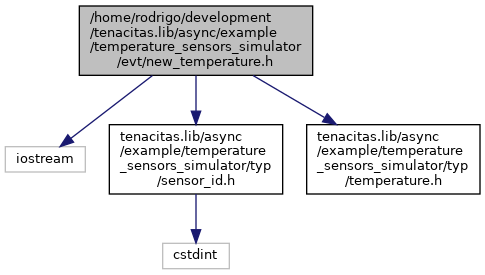 /home/rodrigo/development
/tenacitas.lib/async/example
/temperature_sensors_simulator
/evt/new_temperature.h
iostream
tenacitas.lib/async
/example/temperature
_sensors_simulator/typ
/sensor_id.h
tenacitas.lib/async
/example/temperature
_sensors_simulator/typ
/temperature.h
cstdint